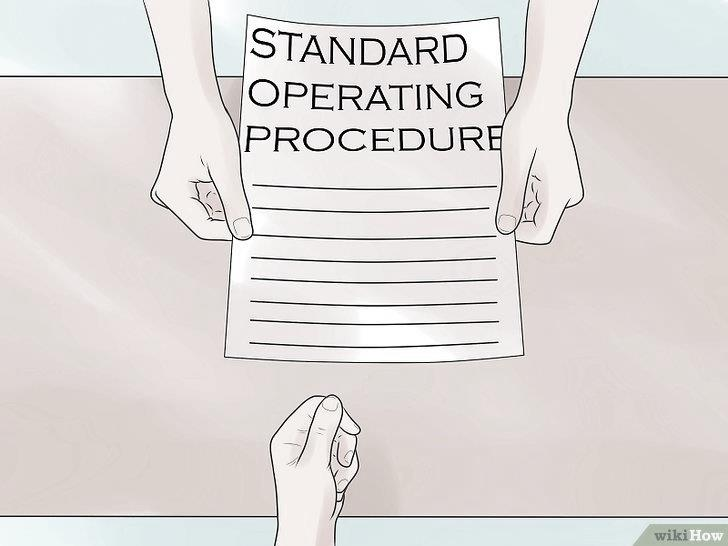 STANDARD
OPERATING
PROCEDURE
wikiHow